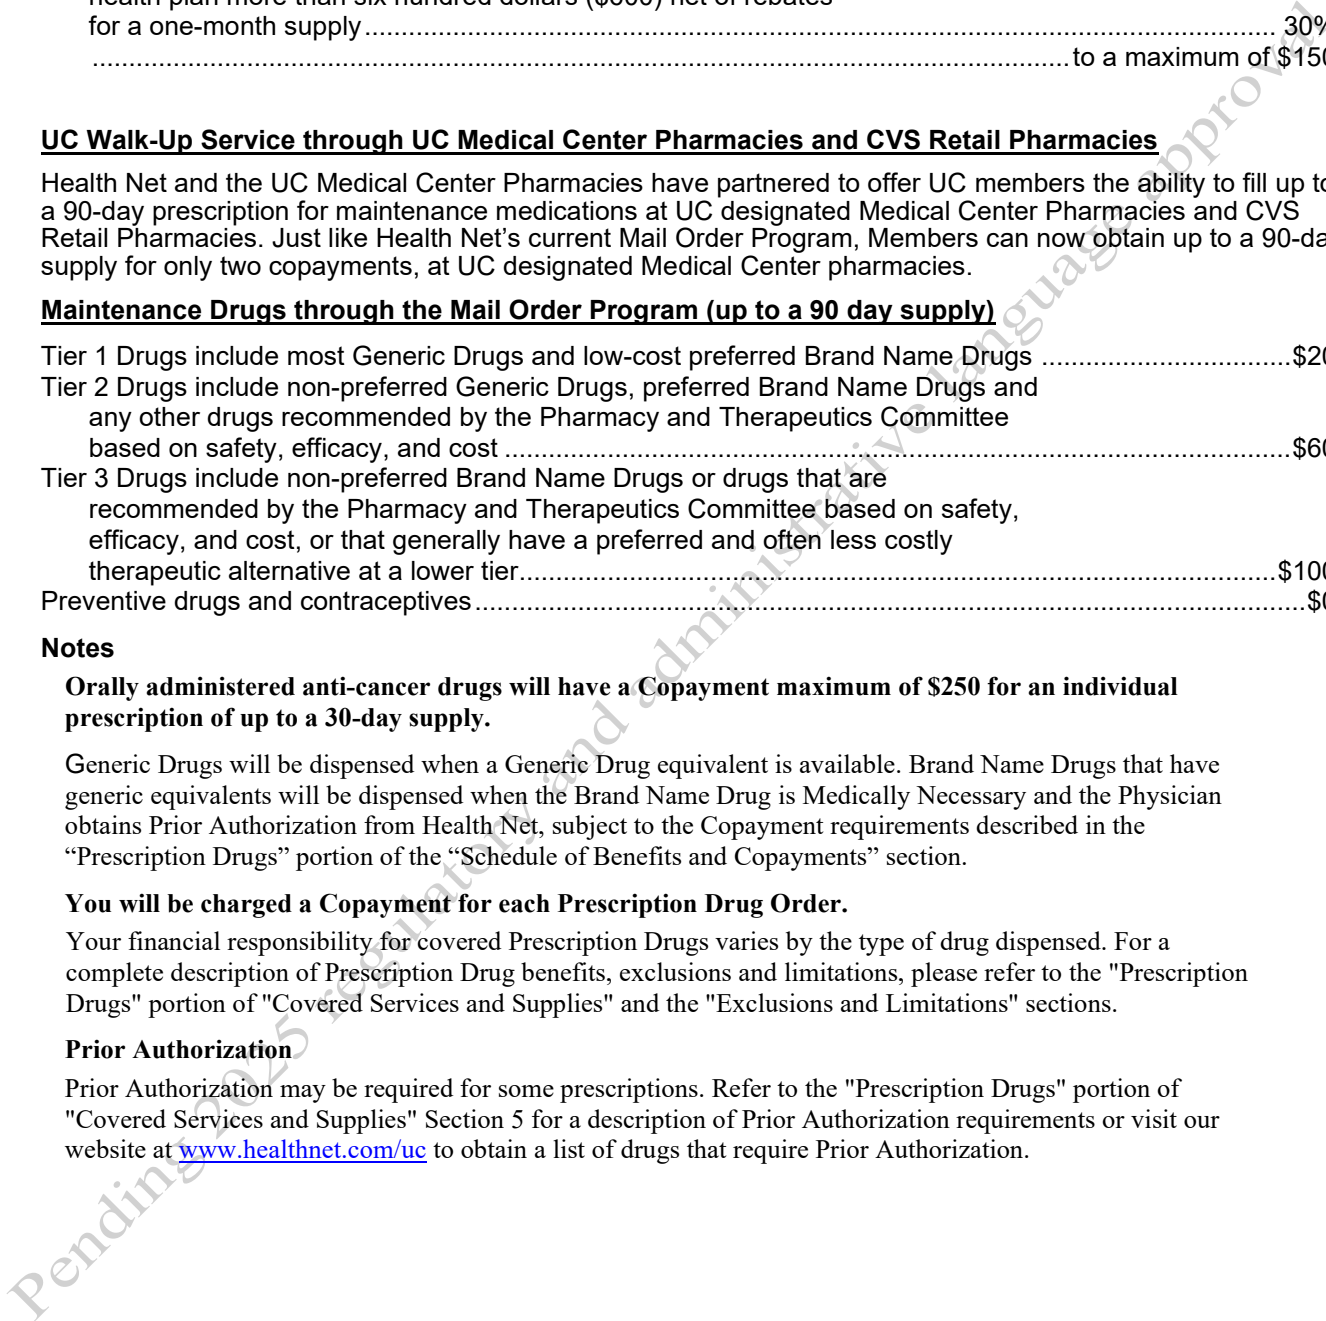 health plan more than six hundred dollars ($600) net of rebates
for a one-month supply.......................................................................................................................... 30%
...................................................................................................................................to a maximum of $150
UC Walk-Up Service through UC Medical Center Pharmacies and CVS Retail Pharmacies
Health Net and the UC Medical Center Pharmacies have partnered to offer UC members the ability to fill up to
a 90-day prescription for maintenance medications at UC designated Medical Center Pharmacies and CVS
Retail Pharmacies. Just like Health Net’s current Mail Order Program, Members can now obtain up to a 90-da
supply for only two copayments, at UC designated Medical Center pharmacies.
Maintenance Drugs through the Mail Order Program (up to a 90 day supply)
Tier 1 Drugs include most Generic Drugs and low-cost preferred Brand Name Drugs .................................$20
Tier 2 Drugs include non-preferred Generic Drugs, preferred Brand Name Drugs and
any other drugs recommended by the Pharmacy and Therapeutics Committee
based on safety, efficacy, and cost .........................................................................................................$60
Tier 3 Drugs include non-preferred Brand Name Drugs or drugs that are
recommended by the Pharmacy and Therapeutics Committee based on safety,
efficacy, and cost, or that generally have a preferred and often less costly
therapeutic alternative at a lower tier.....................................................................................................$100
Preventive drugs and contraceptives...............................................................................................................$0
Notes
Orally administered anti-cancer drugs will have a Copayment maximum of $250 for an individual
prescription of up to a 30-day supply.
Generic Drugs will be dispensed when a Generic Drug equivalent is available. Brand Name Drugs that have
generic equivalents will be dispensed when the Brand Name Drug is Medically Necessary and the Physician
obtains Prior Authorization from Health Net, subject to the Copayment requirements described in the
“Prescription Drugs” portion of the “Schedule of Benefits and Copayments” section.
You will be charged a Copayment for each Prescription Drug Order.
Your financial responsibility for covered Prescription Drugs varies by the type of drug dispensed. For a
complete description of Prescription Drug benefits, exclusions and limitations, please refer to the "Prescription
Drugs" portion of "Covered Services and Supplies" and the "Exclusions and Limitations" sections.
Prior Authorization
Prior Authorization may be required for some prescriptions. Refer to the "Prescription Drugs" portion of
"Covered Services and Supplies" Section 5 for a description of Prior Authorization requirements or visit our
website at www.healthnet.com/uc to obtain a list of drugs that require Prior Authorization.
Pending 2025 regulatory and administrative language approval